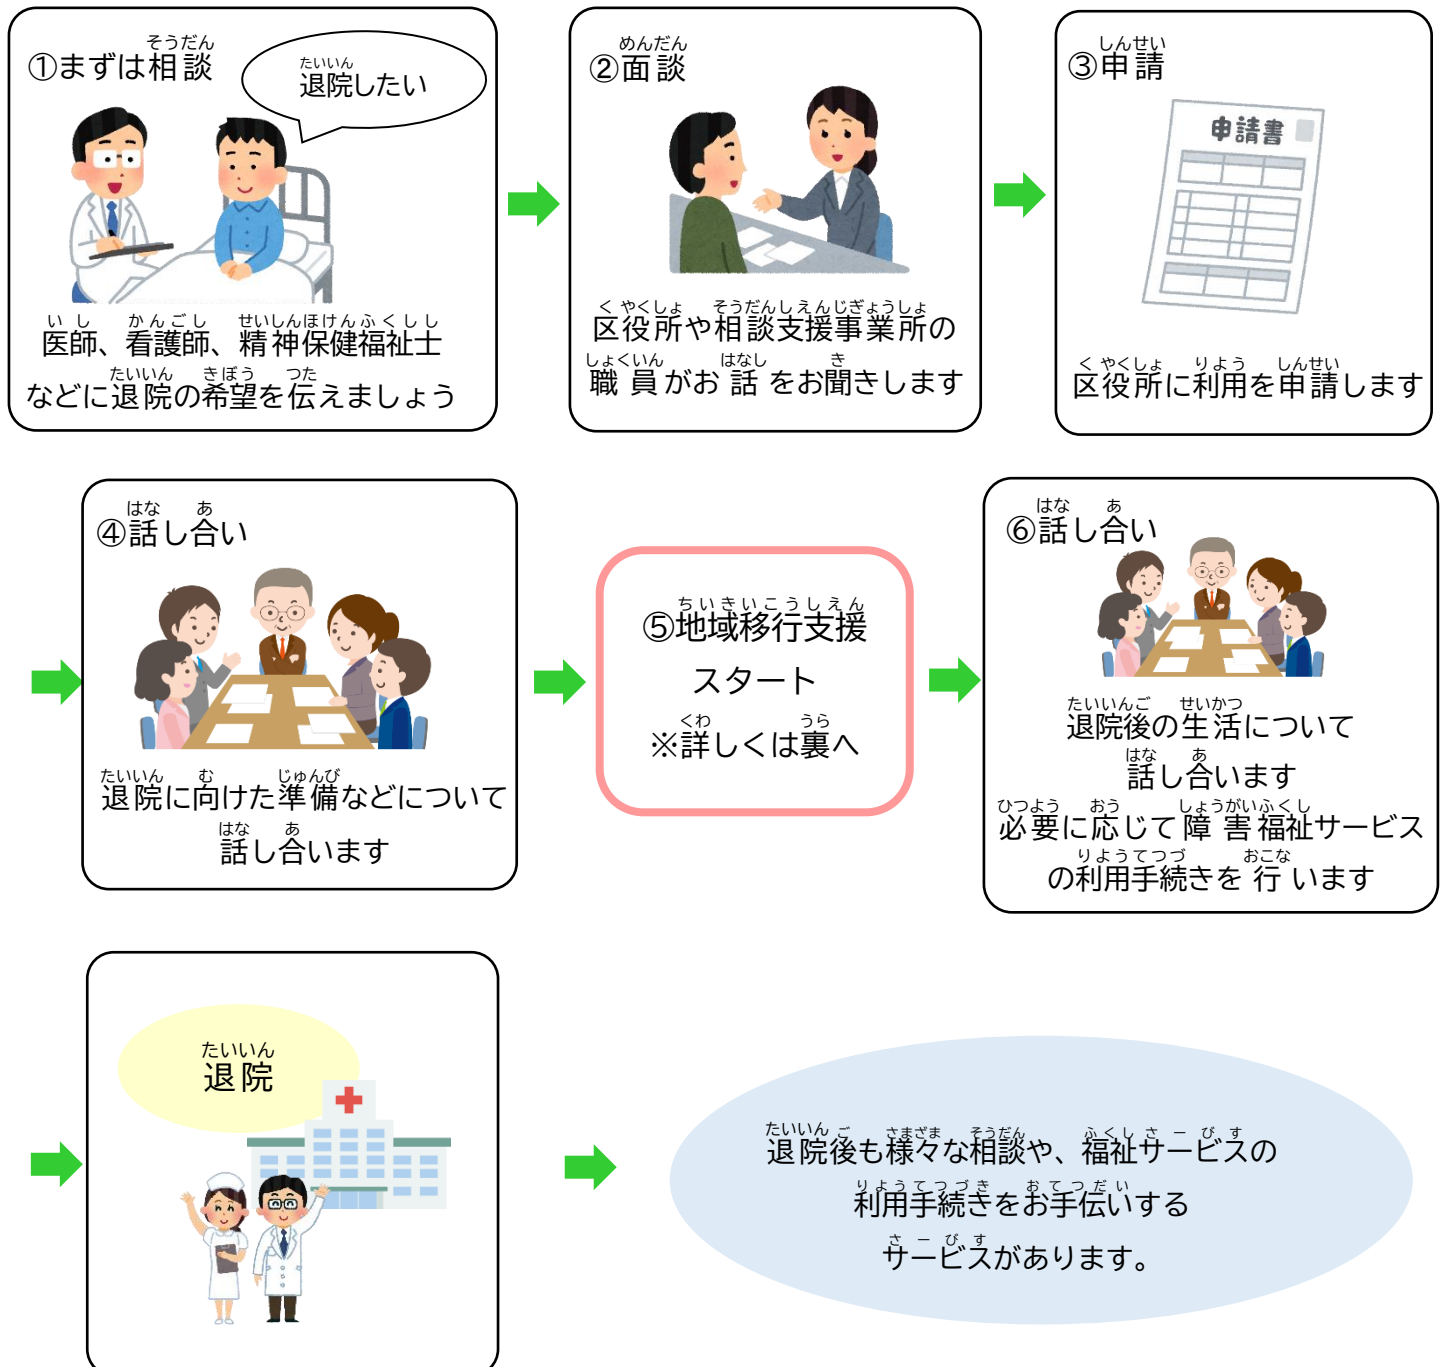 ①まずは相談
退院したい
医師、看護師、精神保健福祉士
などに退院の希望を伝えましょう
②面談
区役所や相談支援事業所の
職員がお話をお聞きします
③申請
申請書
区役所に利用を申請します
④話し合い
退院に向けた準備などについて
話し合います
⑤地域移行支援
スタート
※詳しくは裏へ
⑥話し合い
退院後の生活について
話し合います
必要に応じて障害福祉サービス
の利用手続きを行います
退院
退院後も様々な相談や、福祉サービスの
利用手続きをお手伝いする
サービスがあります。